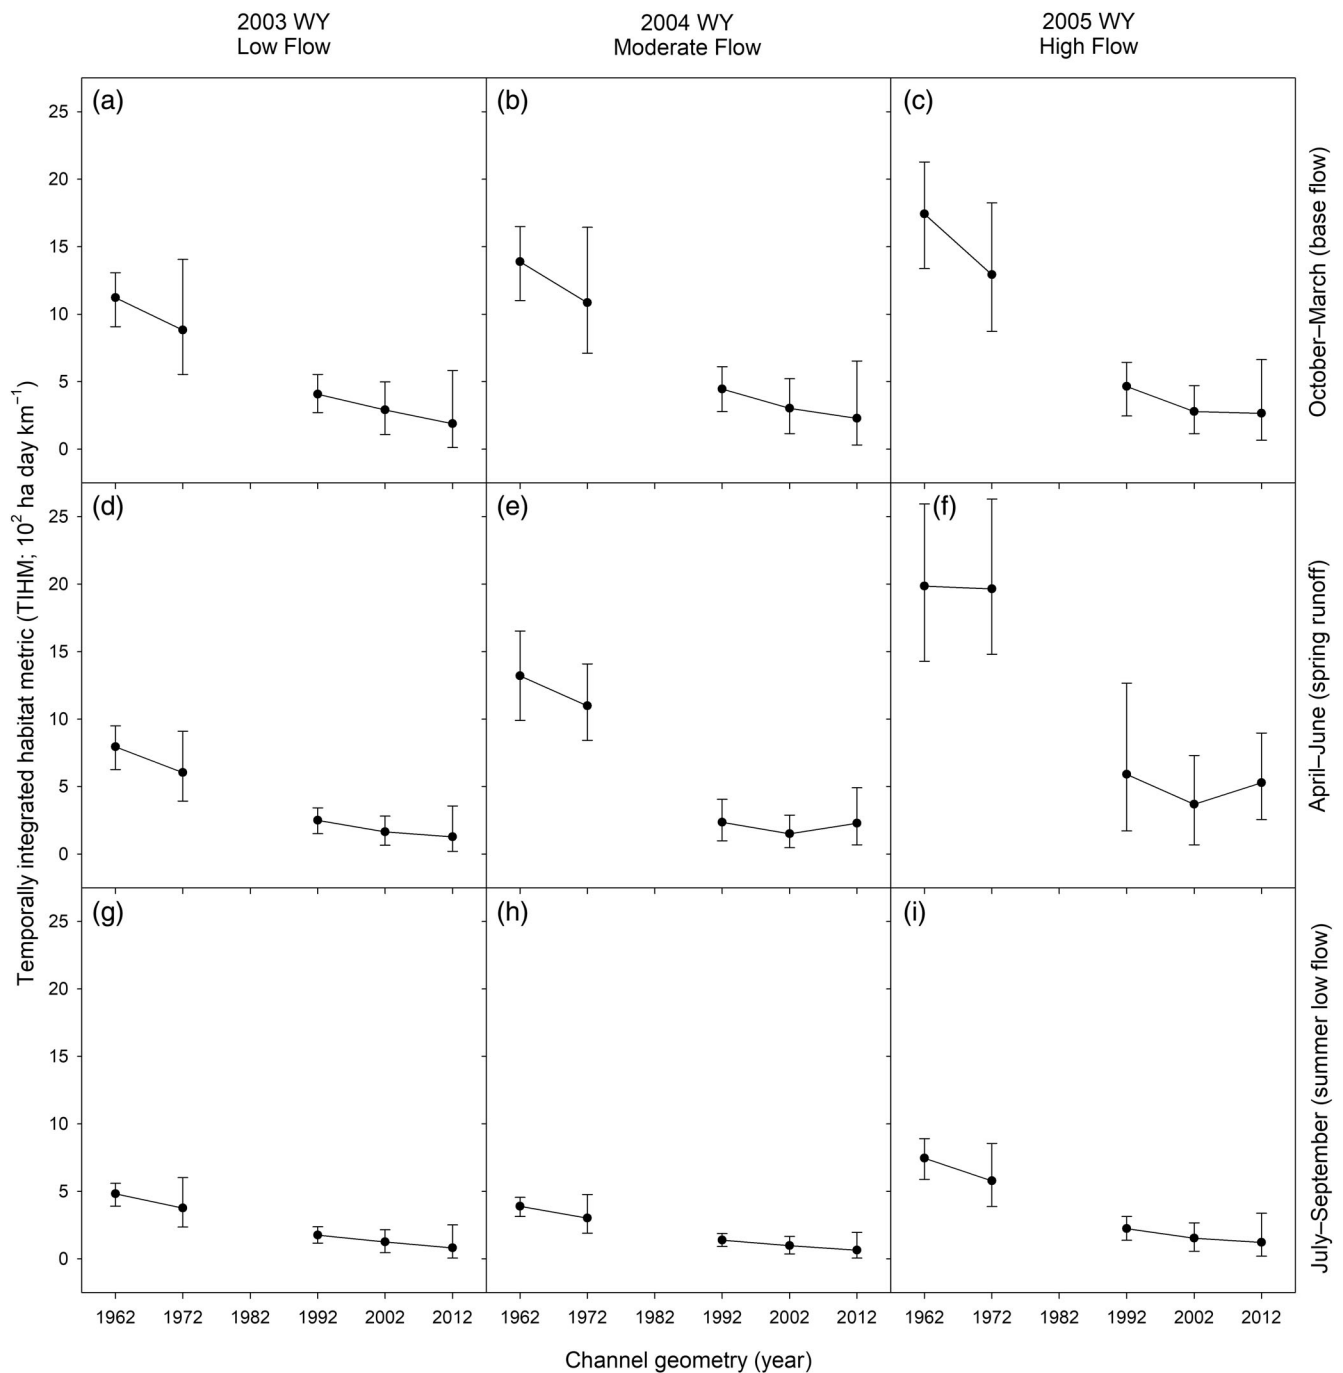 2003 WY
Low Flow
2004 WY
Moderate Flow
2005 WY
High Flow
Temporally integrated habitat metric (TIHM; 10² ha day km⁻¹)
(a)
25
20
15
10
5
0
(b)
(c)
October–March (base flow)
(d)
25
20
15
10
5
0
(e)
(f)
April–June (spring runoff)
(g)
25
20
15
10
5
0
(h)
(i)
July–September (summer low flow)
1962 1972 1982 1992 2002 2012 1962 1972 1982 1992 2002 2012 1962 1972 1982 1992 2002 2012
Channel geometry (year)